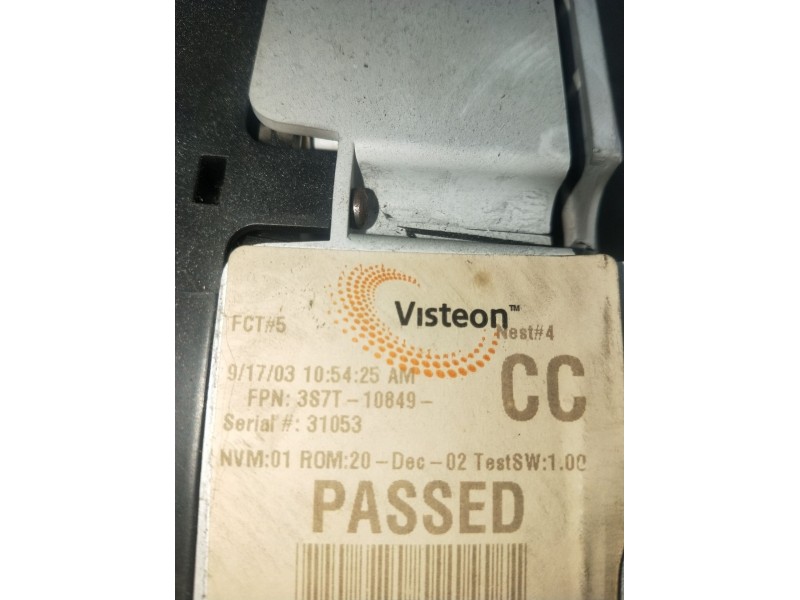 Visteon™
FCT#5
Nest#4
9/17/03 10:54:25 AM
CC
FPN: 3S7T-10849-
Serial #: 31053
NVM:01 ROM:20-Dec-02 TestSW:1.00
PASSED